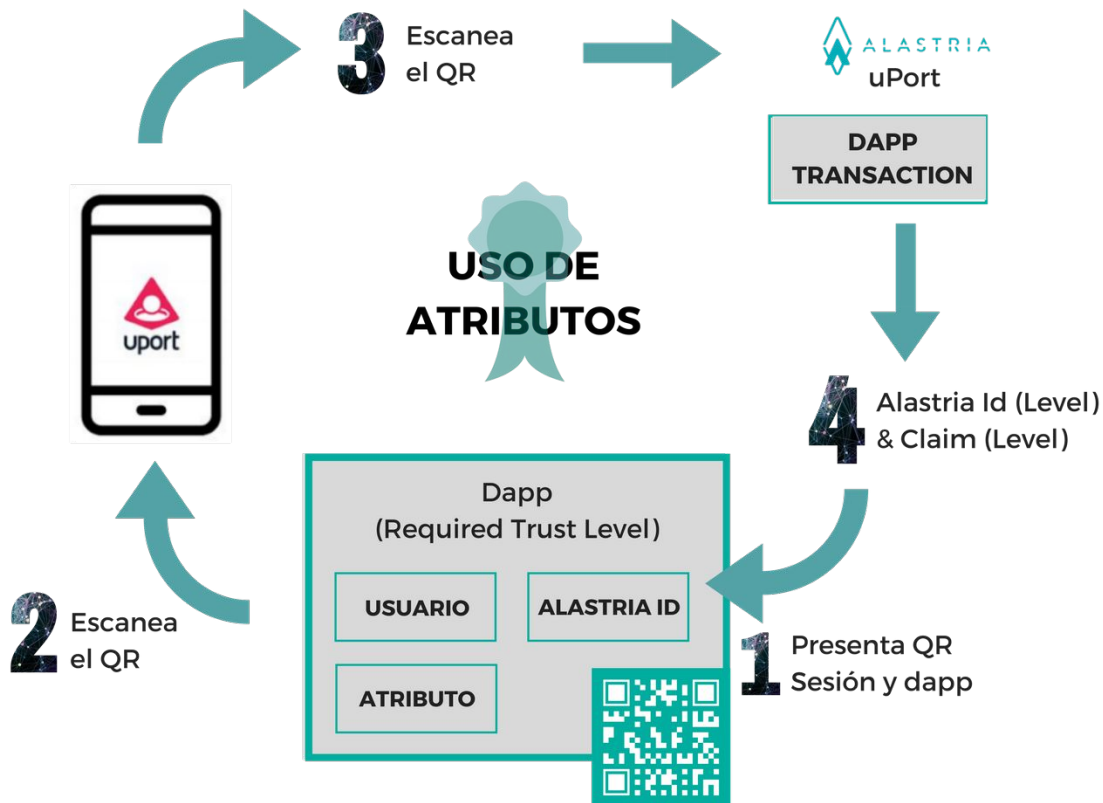 3
Escanea
el QR
ALASTRIA
uPort
DAPP
TRANSACTION
uport
USO DE
ATRIBUTOS
4
Alastria Id (Level)
& Claim (Level)
Dapp
(Required Trust Level)
USUARIO
ALASTRIA ID
ATRIBUTO
2
Escanea
el QR
1
Presenta QR
Sesión y dapp